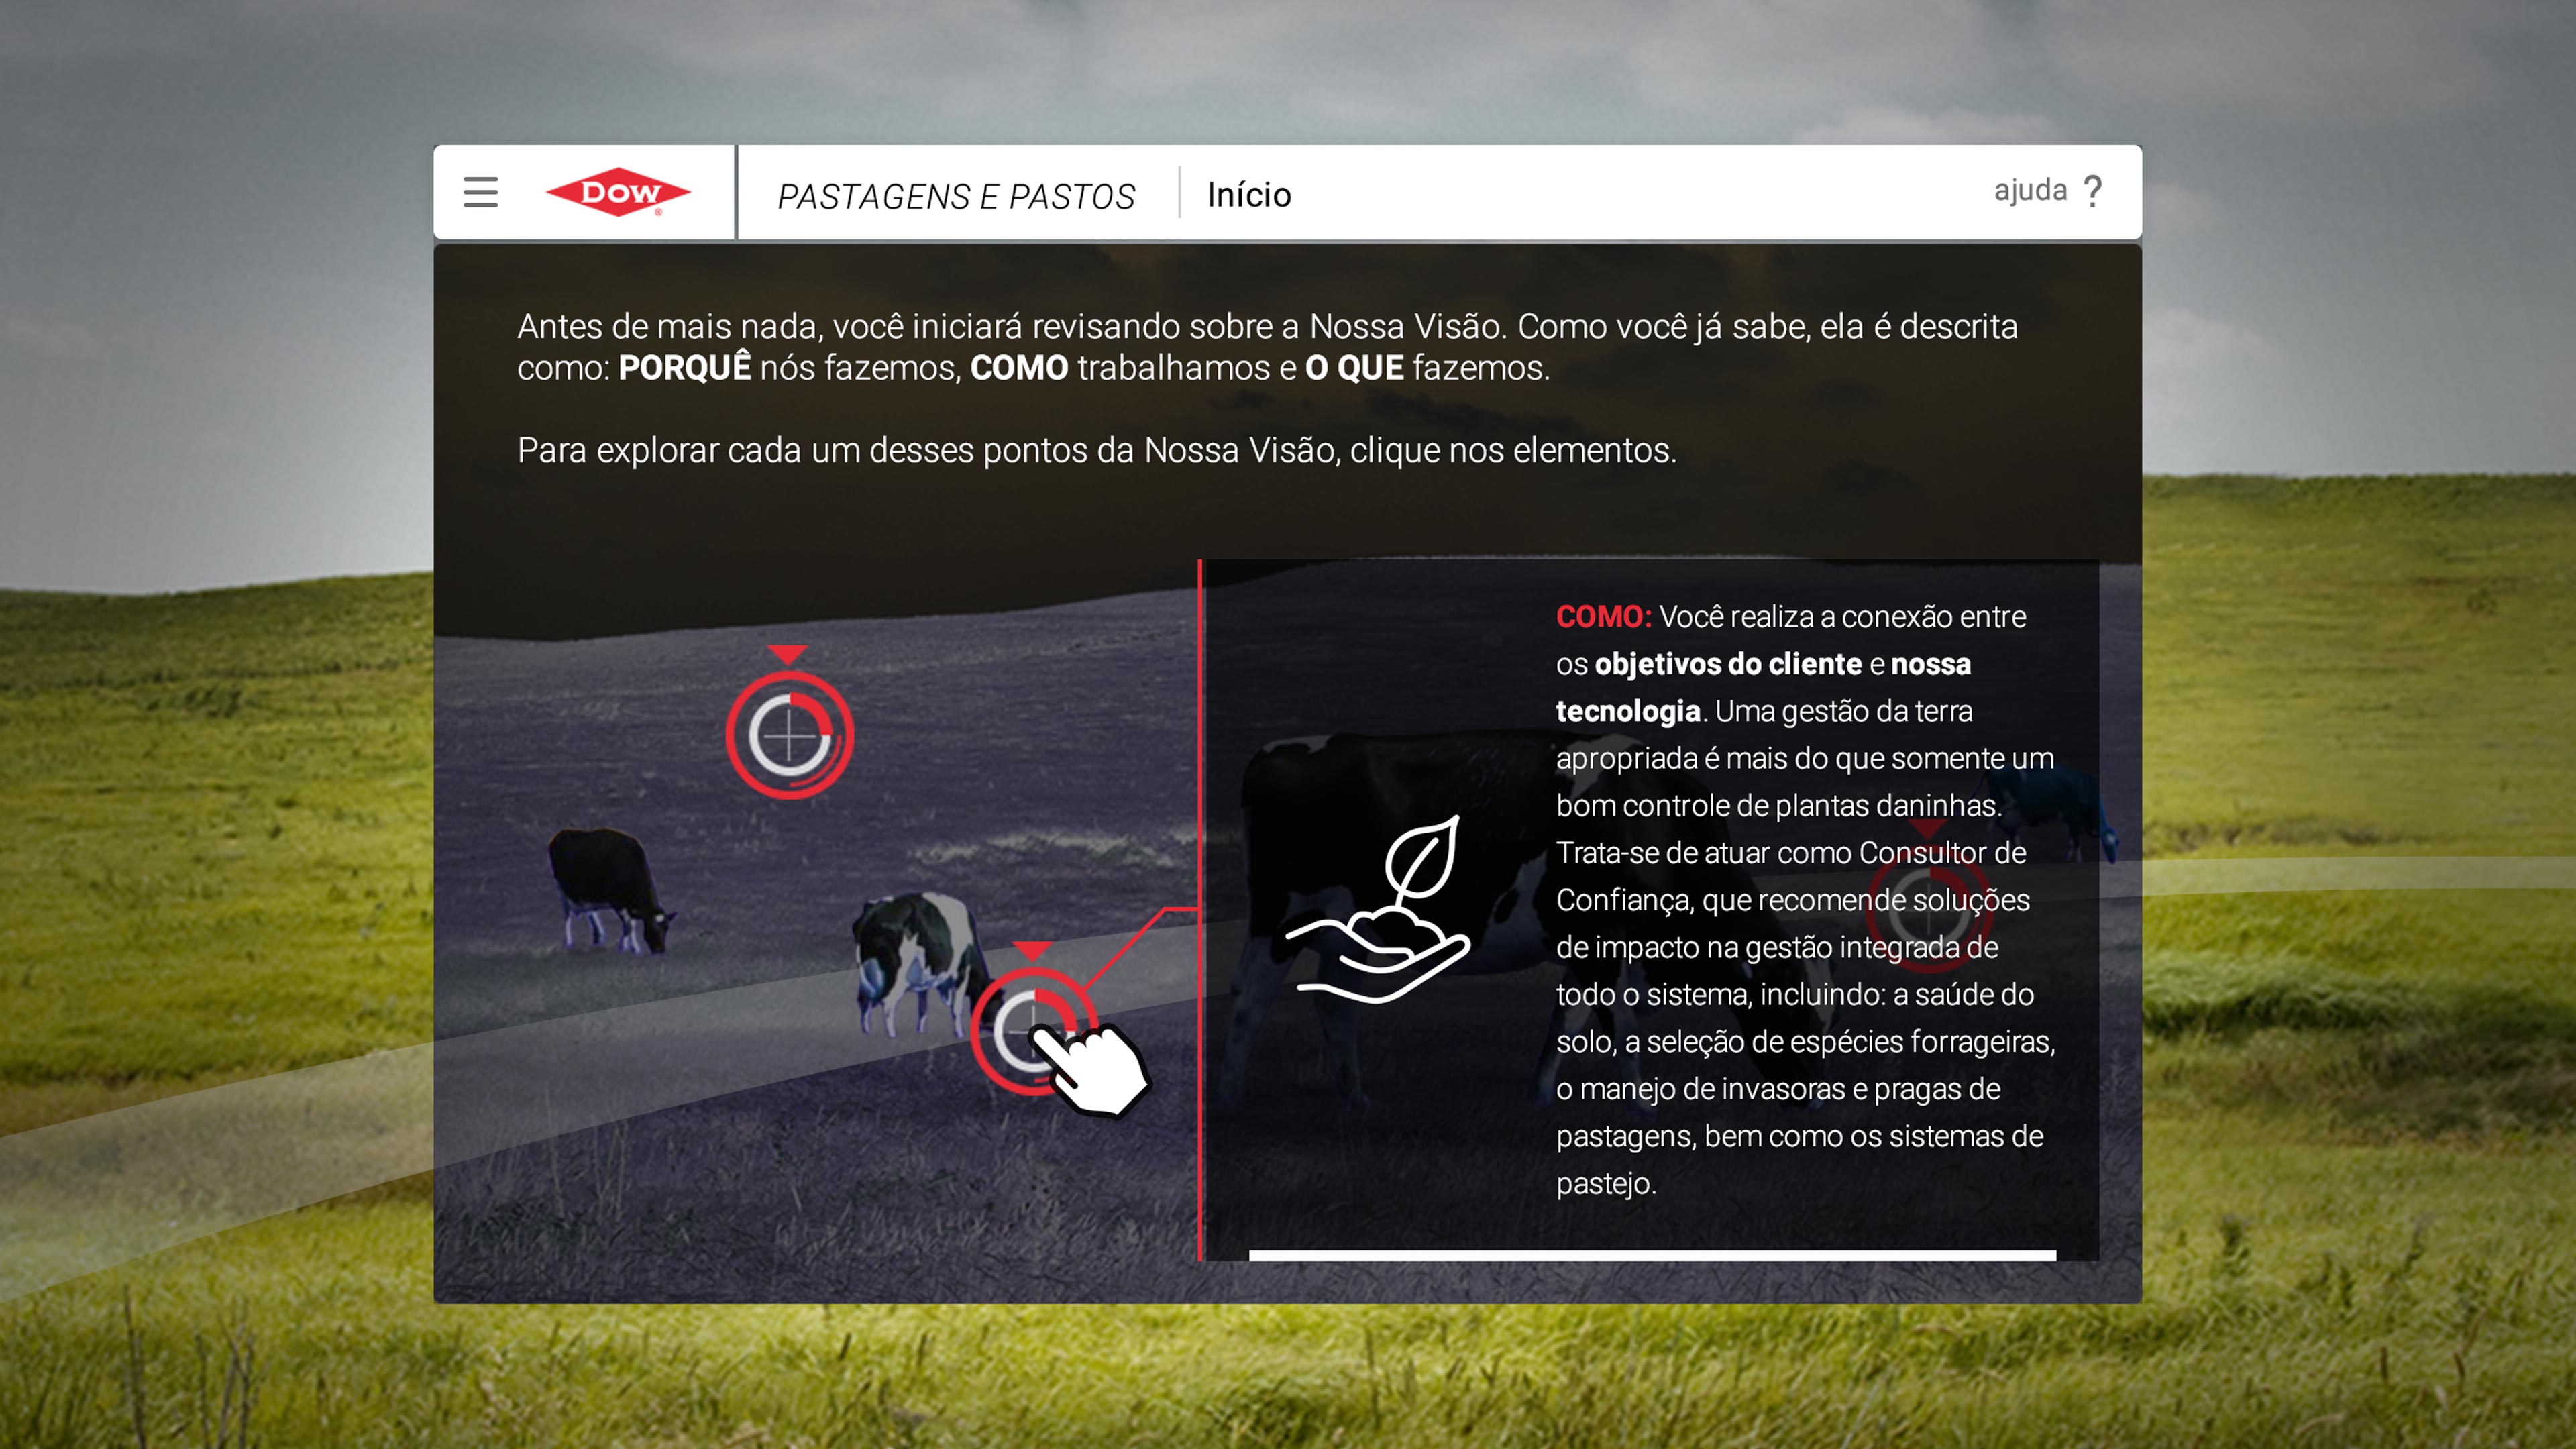 DOW
PASTAGENS E PASTOS
Início
ajuda ?
Antes de mais nada, você iniciará revisando sobre a Nossa Visão. Como você já sabe, ela é descrita
como: PORQUÊ nós fazemos, COMO trabalhamos e O QUE fazemos.
Para explorar cada um desses pontos da Nossa Visão, clique nos elementos.
COMO: Você realiza a conexão entre
os objetivos do cliente e nossa
tecnologia. Uma gestão da terra
apropriada é mais do que somente um
bom controle de plantas daninhas.
Trata-se de atuar como Consultor de
Confiança, que recomende soluções
de impacto na gestão integrada de
todo o sistema, incluindo: a saúde do
solo, a seleção de espécies forrageiras,
o manejo de invasoras e pragas de
pastagens, bem como os sistemas de
pastejo.